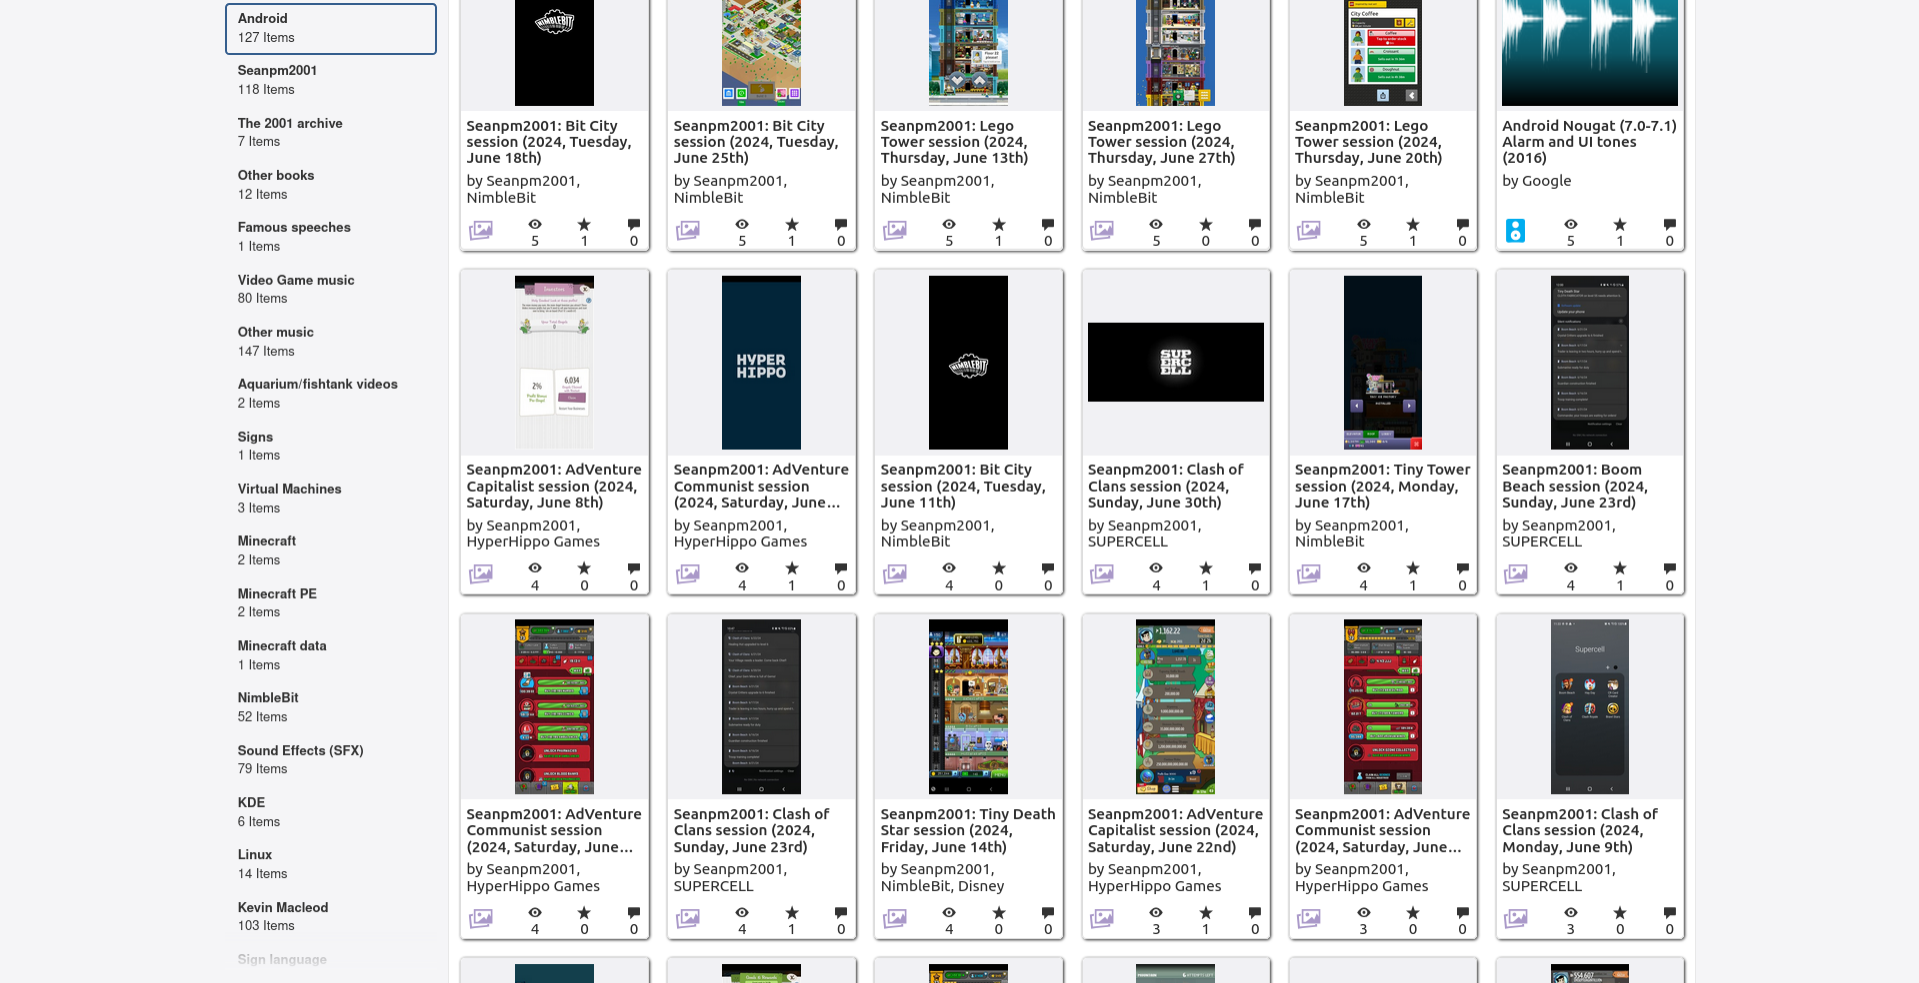 Android
127 Items
Seanpm2001
118 Items
The 2001 archive
7 Items
Other books
12 Items
Famous speeches
1 Items
Video Game music
80 Items
Other music
147 Items
Aquarium/fishtank videos
2 Items
Signs
1 Items
Virtual Machines
3 Items
Minecraft
2 Items
Minecraft PE
2 Items
Minecraft data
1 Items
NimbleBit
52 Items
Sound Effects (SFX)
79 Items
KDE
6 Items
Linux
14 Items
Kevin Macleod
103 Items
Sign language
NIMBLEBIT
Seanpm2001: Bit City
session (2024, Tuesday,
June 18th)
by Seanpm2001,
NimbleBit
5 1 0
Seanpm2001: Bit City
session (2024, Tuesday,
June 25th)
by Seanpm2001,
NimbleBit
5 1 0
Seanpm2001: Lego
Tower session (2024,
Thursday, June 13th)
by Seanpm2001,
NimbleBit
5 1 0
Seanpm2001: Lego
Tower session (2024,
Thursday, June 27th)
by Seanpm2001,
NimbleBit
5 0 0
City Coffee
Seanpm2001: Lego
Tower session (2024,
Thursday, June 20th)
by Seanpm2001,
NimbleBit
5 1 0
Android Nougat (7.0-7.1)
Alarm and UI tones
(2016)
by Google
5 1 0
2%
6,034
Seanpm2001: AdVenture
Capitalist session (2024,
Saturday, June 8th)
by Seanpm2001,
HyperHippo Games
4 0 0
HYPER
HIPPO
Seanpm2001: AdVenture
Communist session
(2024, Saturday, June...
by Seanpm2001,
HyperHippo Games
4 1 0
NIMBLEBIT
Seanpm2001: Bit City
session (2024, Tuesday,
June 11th)
by Seanpm2001,
NimbleBit
4 0 0
SUP
ERC
ELL
Seanpm2001: Clash of
Clans session (2024,
Sunday, June 30th)
by Seanpm2001,
SUPERCELL
4 1 0
Seanpm2001: Tiny Tower
session (2024, Monday,
June 17th)
by Seanpm2001,
NimbleBit
4 1 0
Seanpm2001: Boom
Beach session (2024,
Sunday, June 23rd)
by Seanpm2001,
SUPERCELL
4 1 0
Seanpm2001: AdVenture
Communist session
(2024, Saturday, June...
by Seanpm2001,
HyperHippo Games
4 0 0
Seanpm2001: Clash of
Clans session (2024,
Sunday, June 23rd)
by Seanpm2001,
SUPERCELL
4 1 0
Seanpm2001: Tiny Death
Star session (2024,
Friday, June 14th)
by Seanpm2001,
NimbleBit, Disney
4 0 0
1,162.22
Seanpm2001: AdVenture
Capitalist session (2024,
Saturday, June 22nd)
by Seanpm2001,
HyperHippo Games
3 1 0
Seanpm2001: AdVenture
Communist session
(2024, Saturday, June...
by Seanpm2001,
HyperHippo Games
3 0 0
Supercell
Seanpm2001: Clash of
Clans session (2024,
Monday, June 9th)
by Seanpm2001,
SUPERCELL
3 0 0
554.607